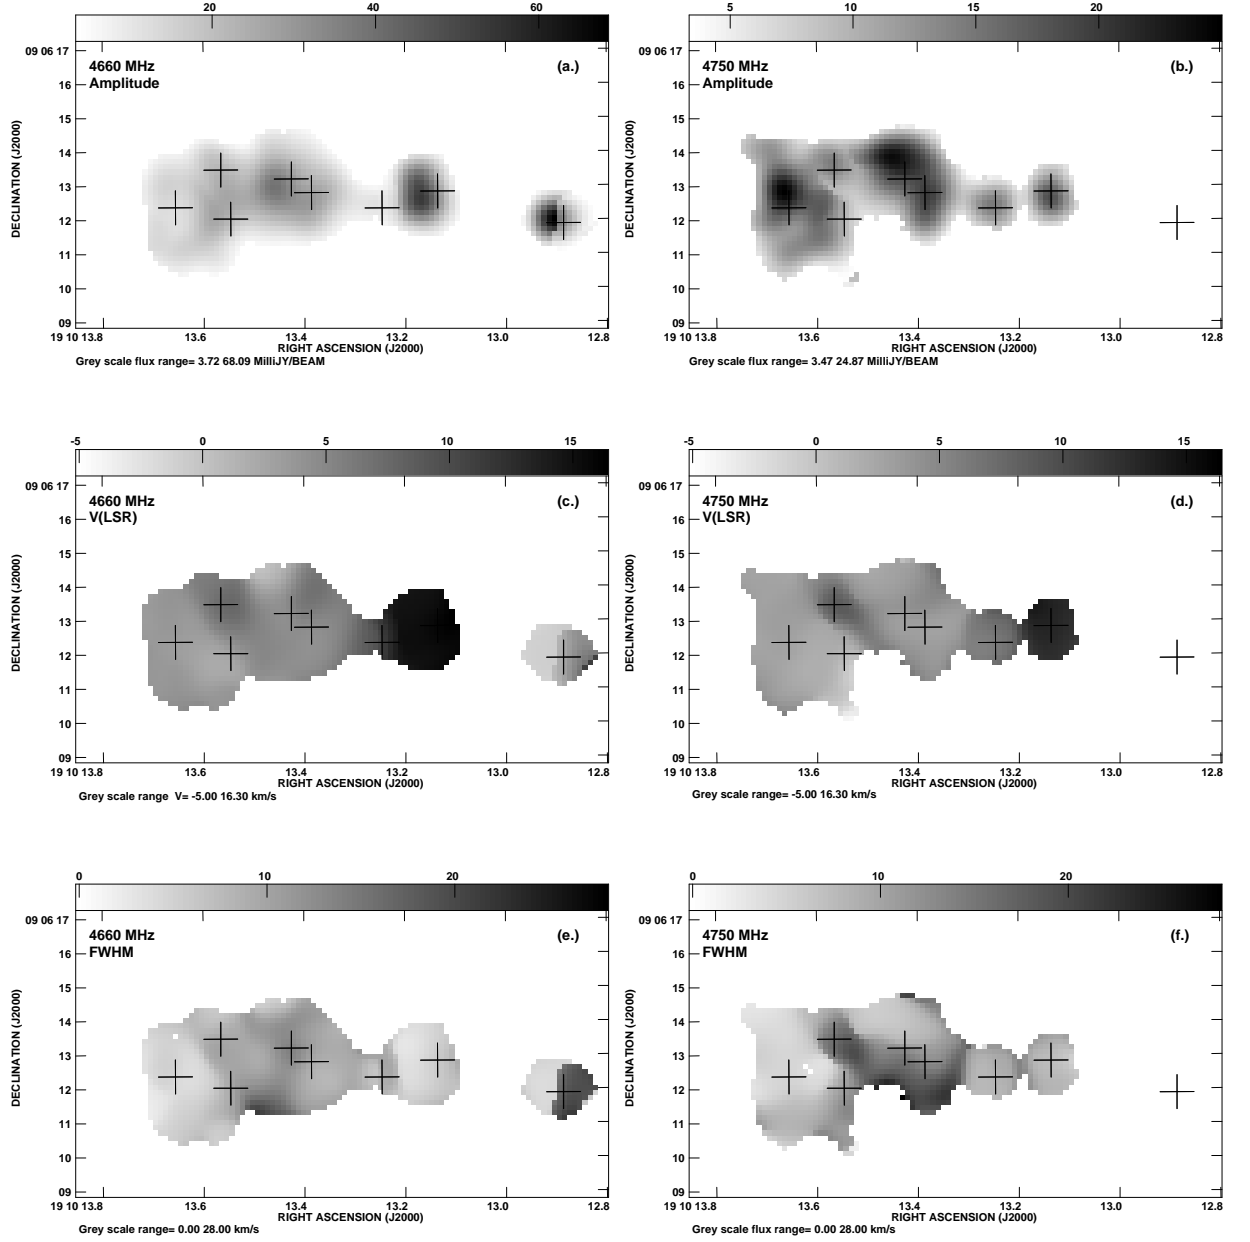 20 40 60
09 06 17
4660 MHz
(a.)
Amplitude
16
15
14
13
12
11
10
09
DECLINATION (J2000)
19 10 13.8 13.6 13.4 13.2 13.0 12.8
RIGHT ASCENSION (J2000)
Grey scale flux range= 3.72 68.09 MilliJY/BEAM
5 10 15 20
09 06 17
4750 MHz
(b.)
Amplitude
16
15
14
13
12
11
10
09
DECLINATION (J2000)
19 10 13.8 13.6 13.4 13.2 13.0 12.8
RIGHT ASCENSION (J2000)
Grey scale flux range= 3.47 24.87 MilliJY/BEAM
-5 0 5 10 15
09 06 17
4660 MHz
(c.)
V(LSR)
16
15
14
13
12
11
10
09
DECLINATION (J2000)
19 10 13.8 13.6 13.4 13.2 13.0 12.8
RIGHT ASCENSION (J2000)
Grey scale range V= -5.00 16.30 km/s
-5 0 5 10 15
09 06 17
4750 MHz
(d.)
V(LSR)
16
15
14
13
12
11
10
09
DECLINATION (J2000)
19 10 13.8 13.6 13.4 13.2 13.0 12.8
RIGHT ASCENSION (J2000)
Grey scale range= -5.00 16.30 km/s
0 10 20
09 06 17
4660 MHz
(e.)
FWHM
16
15
14
13
12
11
10
09
DECLINATION (J2000)
19 10 13.8 13.6 13.4 13.2 13.0 12.8
RIGHT ASCENSION (J2000)
Grey scale range= 0.00 28.00 km/s
0 10 20
09 06 17
4750 MHz
(f.)
FWHM
16
15
14
13
12
11
10
09
DECLINATION (J2000)
19 10 13.8 13.6 13.4 13.2 13.0 12.8
RIGHT ASCENSION (J2000)
Grey scale flux range= 0.00 28.00 km/s